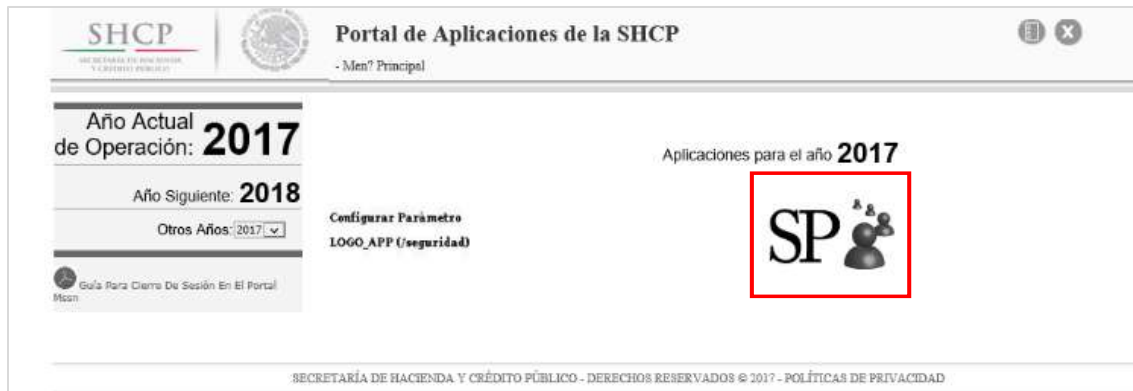 SHCP
SECRETARÍA DE HACIENDA
Y CRÉDITO PÚBLICO
Portal de Aplicaciones de la SHCP
- Men? Principal
Año Actual
de Operación: 2017
Año Siguiente: 2018
Otros Años: 2017
Guía Para Cierre De Sesión En El Portal
Mssn
Aplicaciones para el año 2017
Configurar Parámetro
LOGO_APP (/seguridad)
SP
SECRETARÍA DE HACIENDA Y CRÉDITO PÚBLICO - DERECHOS RESERVADOS © 2017 - POLÍTICAS DE PRIVACIDAD